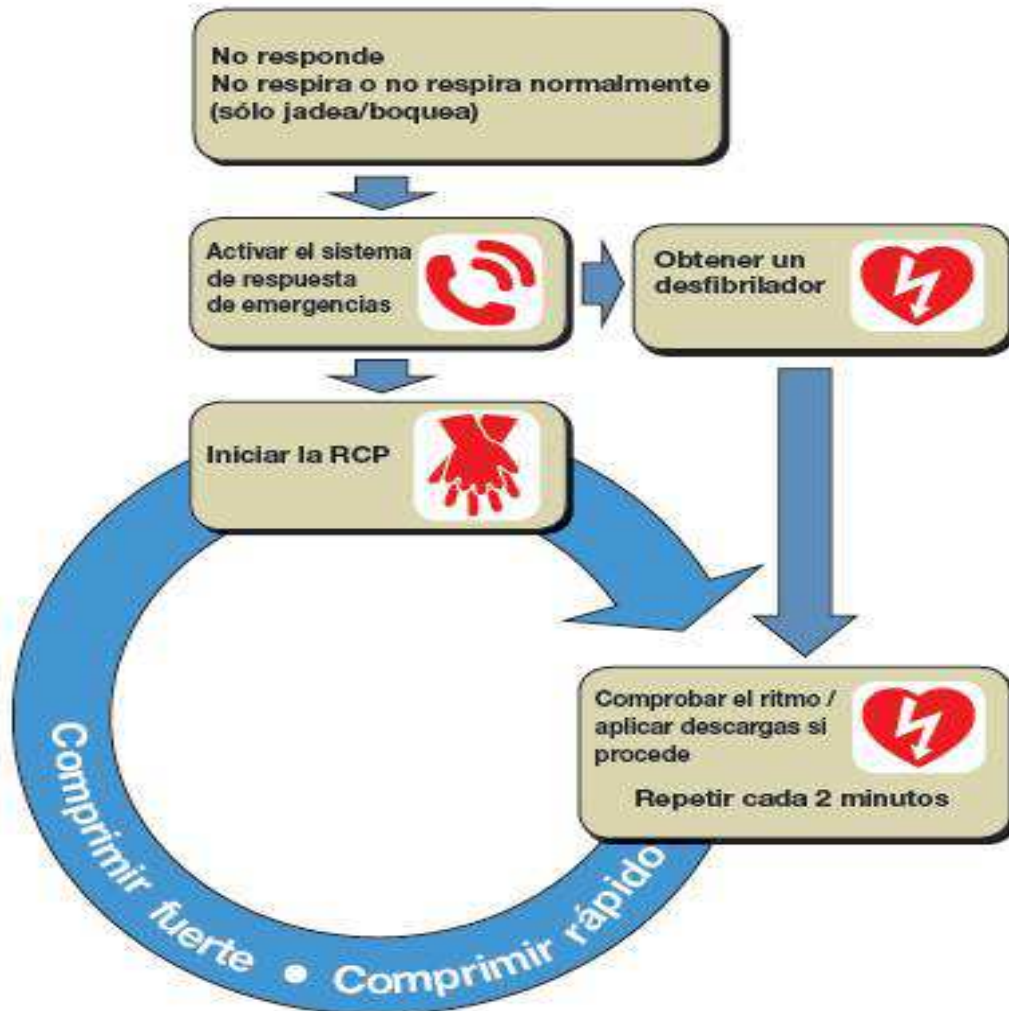 No responde
No respira o no respira normalmente
(sólo jadea/boquea)
Activar el sistema
de respuesta
de emergencias
Obtener un
desfibrilador
Iniciar la RCP
Comprobar el ritmo /
aplicar descargas si
procede
Repetir cada 2 minutos
Comprimir fuerte • Comprimir rápido